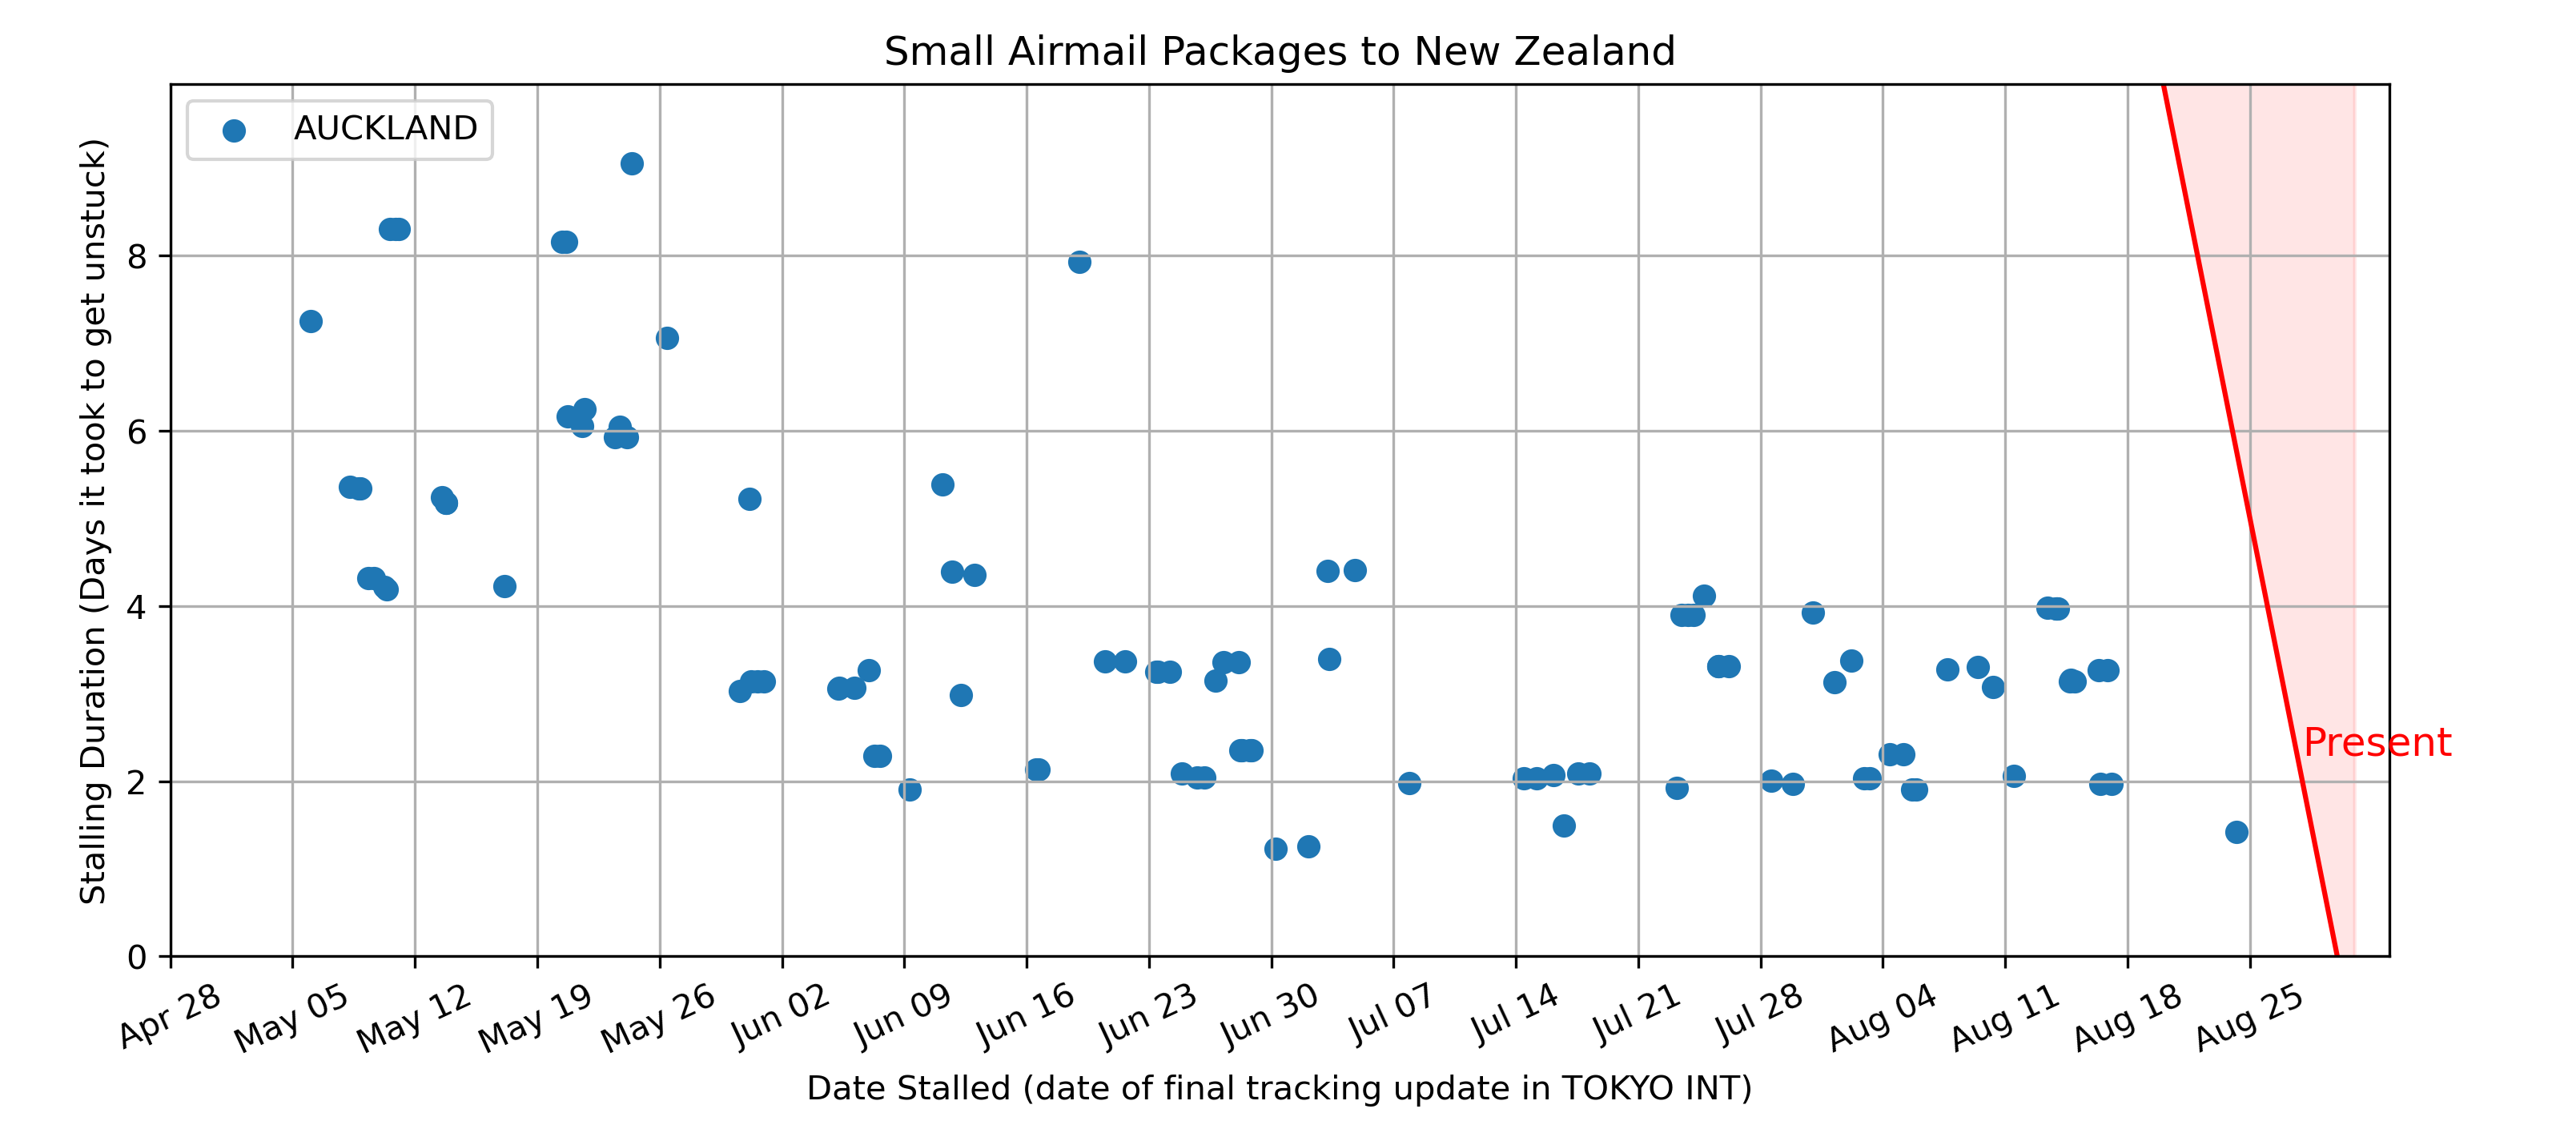 Small Airmail Packages to New Zealand
AUCKLAND
Stalling Duration (Days it took to get unstuck)
8
6
4
2
0
Present
Apr 28
May 05
May 12
May 19
May 26
Jun 02
Jun 09
Jun 16
Jun 23
Jun 30
Jul 07
Jul 14
Jul 21
Jul 28
Aug 04
Aug 11
Aug 18
Aug 25
Date Stalled (date of final tracking update in TOKYO INT)